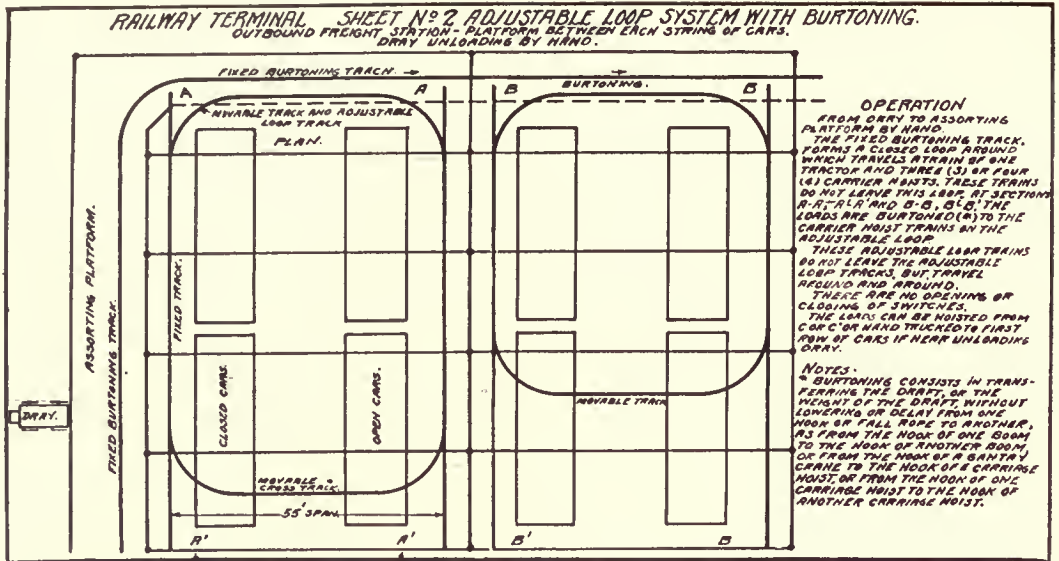 RAILWAY TERMINAL SHEET Nº 2 ADJUSTABLE LOOP SYSTEM WITH BURTONING.
OUTBOUND FREIGHT STATION - PLATFORM BETWEEN EACH STRING OF CARS.
DRAY UNLOADING BY HAND.
FIXED BURTONING TRACK.
BURTONING.
A
A
B
B
MOVABLE TRACK AND ADJUSTABLE
LOOP TRACK
PLAN.
ASSORTING PLATFORM.
FIXED BURTONING TRACK.
FIXED TRACK.
DRAY.
CLOSED CARS.
OPEN CARS.
MOVABLE TRACK
MOVABLE
CROSS TRACK.
55' SPAN.
A'
A'
B'
B
OPERATION
FROM DRAY TO ASSORTING
PLATFORM BY HAND.
THE FIXED BURTONING TRACK,
FORMS A CLOSED LOOP AROUND
WHICH TRAVELS A TRAIN OF ONE
TRACTOR AND THREE (3) OR FOUR
(4) CARRIER HOISTS. THESE TRAINS
DO NOT LEAVE THIS LOOP, AT SECTIONS
A-A, A'-A' AND B-B, B'-B', THE
LOADS ARE BURTONED (*) TO THE
CARRIER HOIST TRAINS ON THE
ADJUSTABLE LOOP
THESE ADJUSTABLE LOOP TRAINS
DO NOT LEAVE THE ADJUSTABLE
LOOP TRACKS, BUT, TRAVEL
AROUND AND AROUND.
THERE ARE NO OPENING OR
CLOSING OF SWITCHES.
THE LOADS CAN BE HOISTED FROM
C OR C' OR HAND TRUCKED TO FIRST
ROW OF CARS IF NEAR UNLOADING
DRAY.
NOTES.
* BURTONING CONSISTS IN TRANS-
FERRING THE DRAFT, OR THE
WEIGHT OF THE DRAFT, WITHOUT
LOWERING OR DELAY FROM ONE
HOOK OR FALL ROPE TO ANOTHER,
AS FROM THE HOOK OF ONE BOOM
TO THE HOOK OF ANOTHER BOOM
OR FROM THE HOOK OF A GANTRY
CRANE TO THE HOOK OF A CARRIAGE
HOIST, OR FROM THE HOOK OF ONE
CARRIAGE HOIST TO THE HOOK OF
ANOTHER CARRIAGE HOIST.